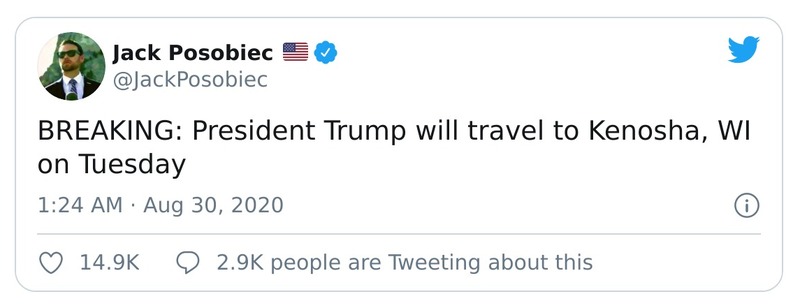 Jack Posobiec 🇺🇸
@JackPosobiec
BREAKING: President Trump will travel to Kenosha, WI
on Tuesday
1:24 AM · Aug 30, 2020
14.9K 2.9K people are Tweeting about this